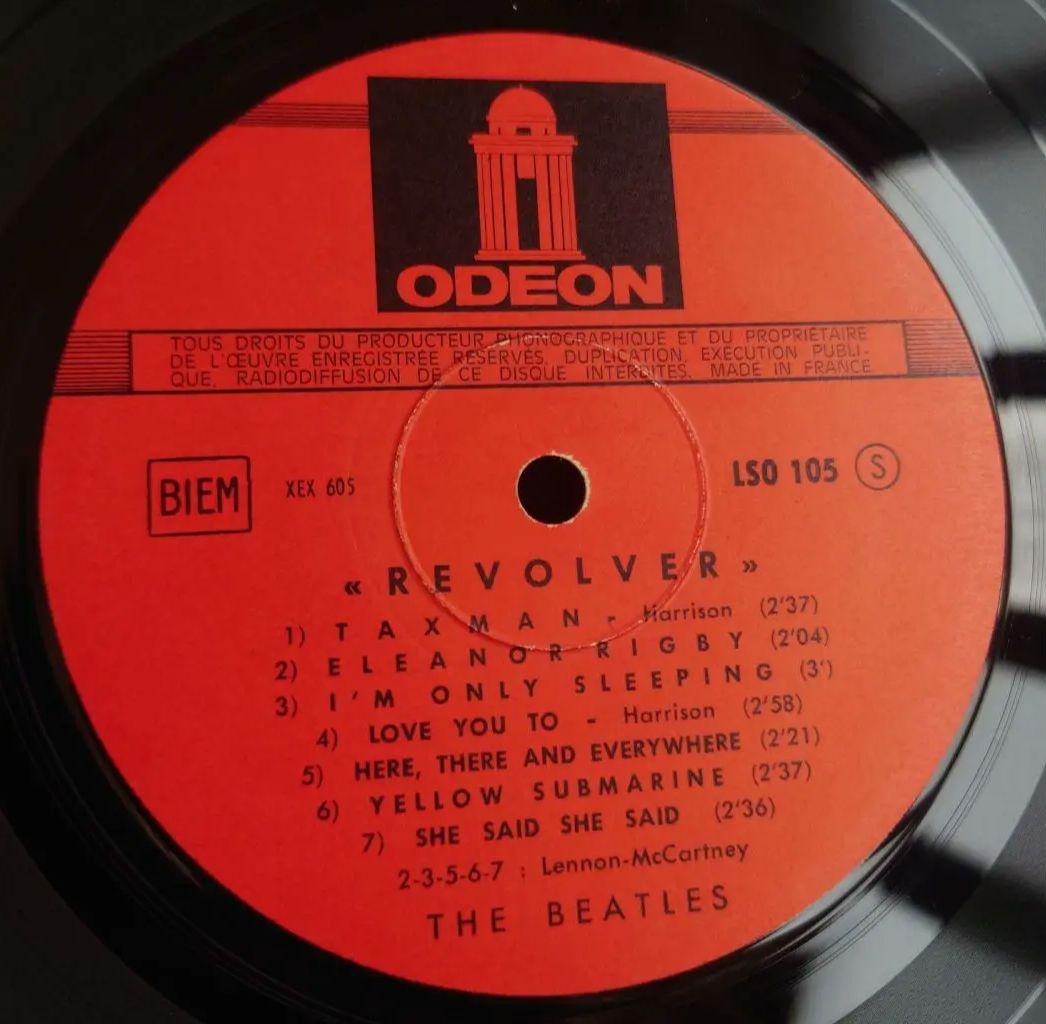 ODEON
TOUS DROITS DU PRODUCTEUR PHONOGRAPHIQUE ET DU PROPRIÉTAIRE
DE L'ŒUVRE ENREGISTRÉE RÉSERVÉS. DUPLICATION, EXÉCUTION PUBLI-
QUE, RADIODIFFUSION DE CE DISQUE INTERDITES. MADE IN FRANCE
BIEM XEX 605 LSO 105 S
« REVOLVER »
1) TAXMAN - Harrison (2'37)
2) ELEANOR RIGBY (2'04)
3) I'M ONLY SLEEPING (3')
4) LOVE YOU TO - Harrison (2'58)
5) HERE, THERE AND EVERYWHERE (2'21)
6) YELLOW SUBMARINE (2'37)
7) SHE SAID SHE SAID (2'36)
2-3-5-6-7 : Lennon-McCartney
THE BEATLES